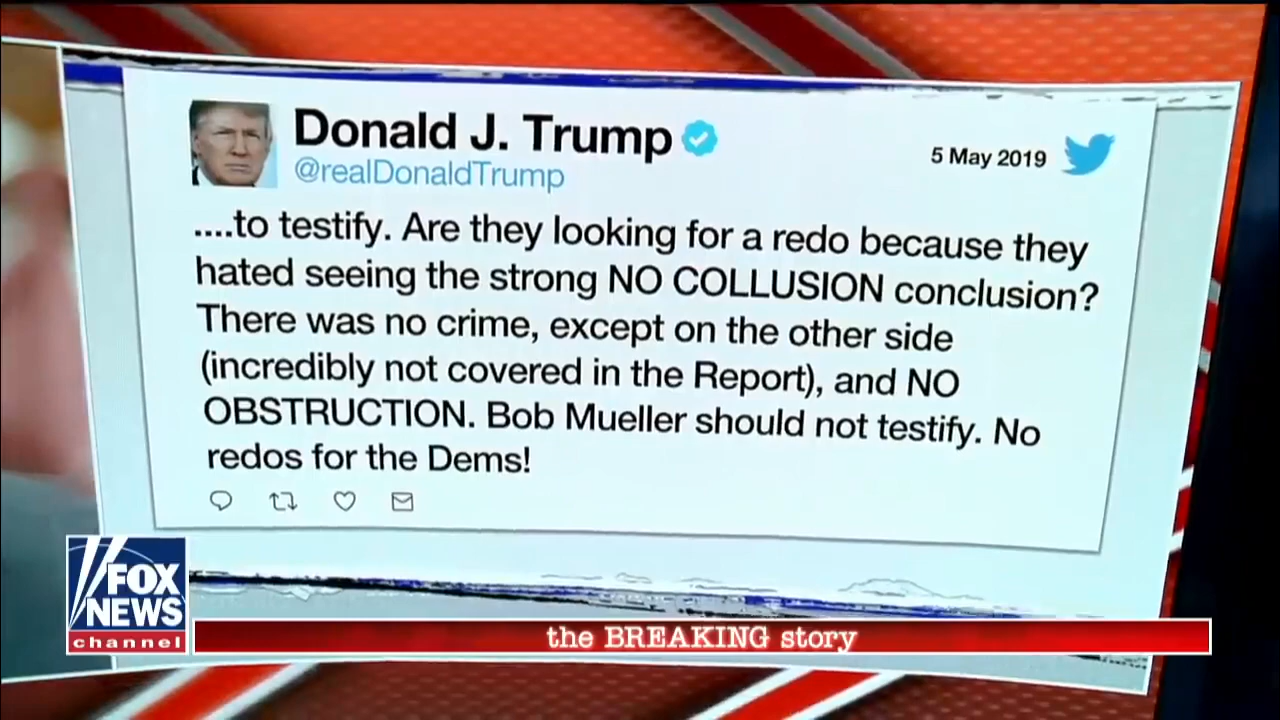 Donald J. Trump
@realDonaldTrump
5 May 2019
....to testify. Are they looking for a redo because they
hated seeing the strong NO COLLUSION conclusion?
There was no crime, except on the other side
(incredibly not covered in the Report), and NO
OBSTRUCTION. Bob Mueller should not testify. No
redos for the Dems!
FOX
NEWS
channel
the BREAKING story